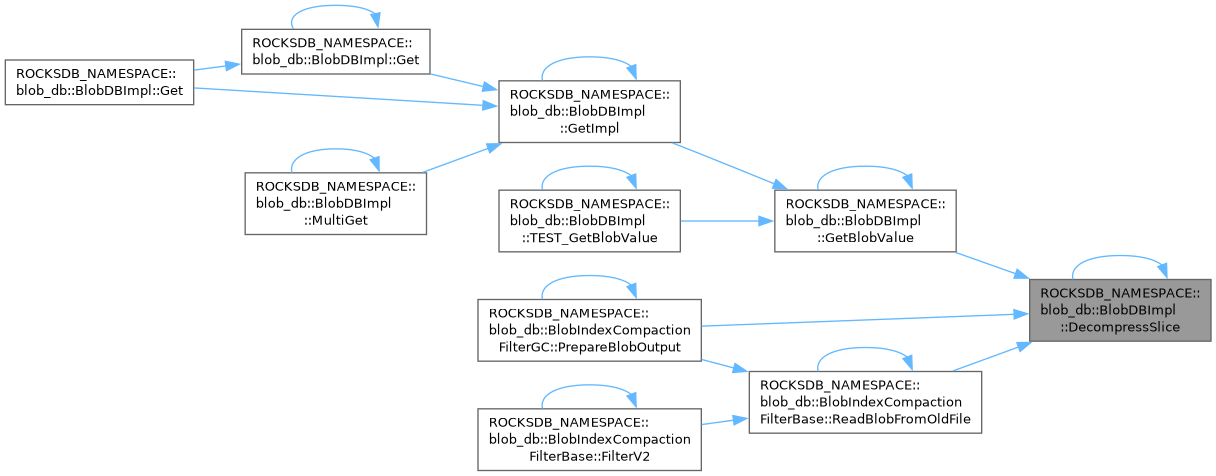 ROCKSDB_NAMESPACE::
blob_db::BlobDBImpl::Get
ROCKSDB_NAMESPACE::
blob_db::BlobDBImpl::Get
ROCKSDB_NAMESPACE::
blob_db::BlobDBImpl
::GetImpl
ROCKSDB_NAMESPACE::
blob_db::BlobDBImpl
::MultiGet
ROCKSDB_NAMESPACE::
blob_db::BlobDBImpl
::TEST_GetBlobValue
ROCKSDB_NAMESPACE::
blob_db::BlobDBImpl
::GetBlobValue
ROCKSDB_NAMESPACE::
blob_db::BlobDBImpl
::DecompressSlice
ROCKSDB_NAMESPACE::
blob_db::BlobIndexCompaction
FilterGC::PrepareBlobOutput
ROCKSDB_NAMESPACE::
blob_db::BlobIndexCompaction
FilterBase::ReadBlobFromOldFile
ROCKSDB_NAMESPACE::
blob_db::BlobIndexCompaction
FilterBase::FilterV2